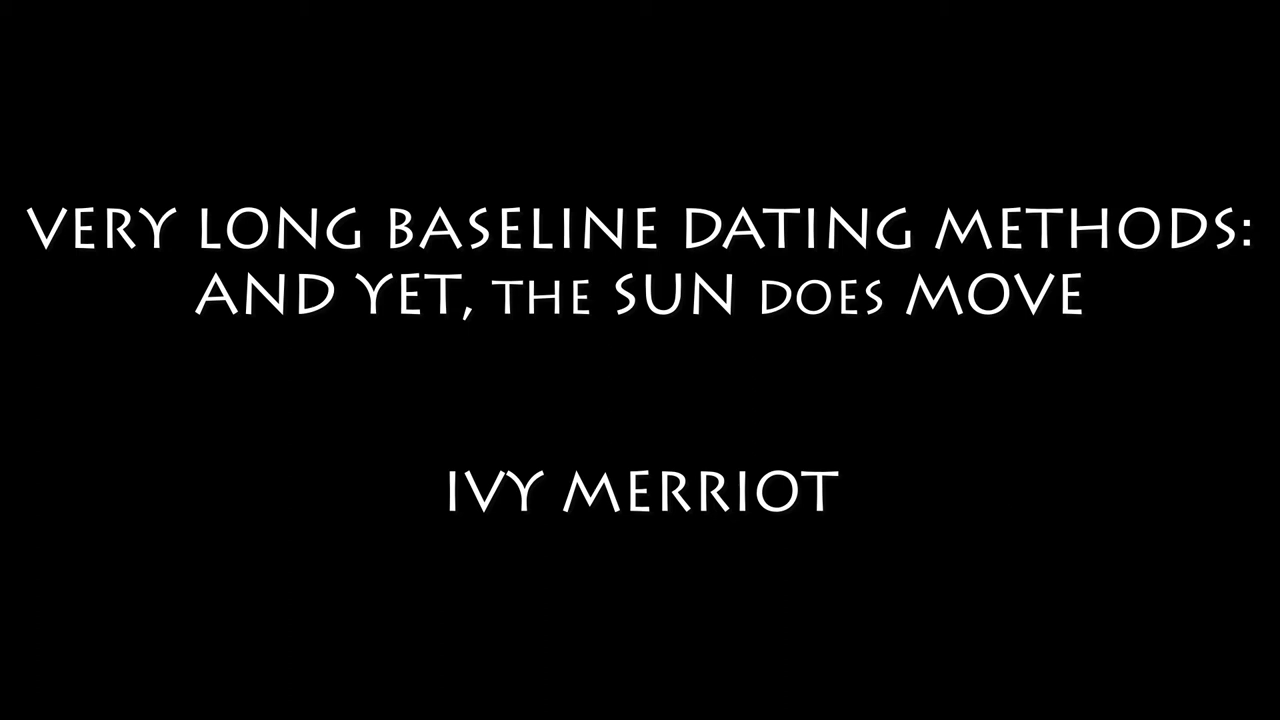 VERY LONG BASELINE DATING METHODS:
AND YET, THE SUN DOES MOVE
IVY MERRIOT